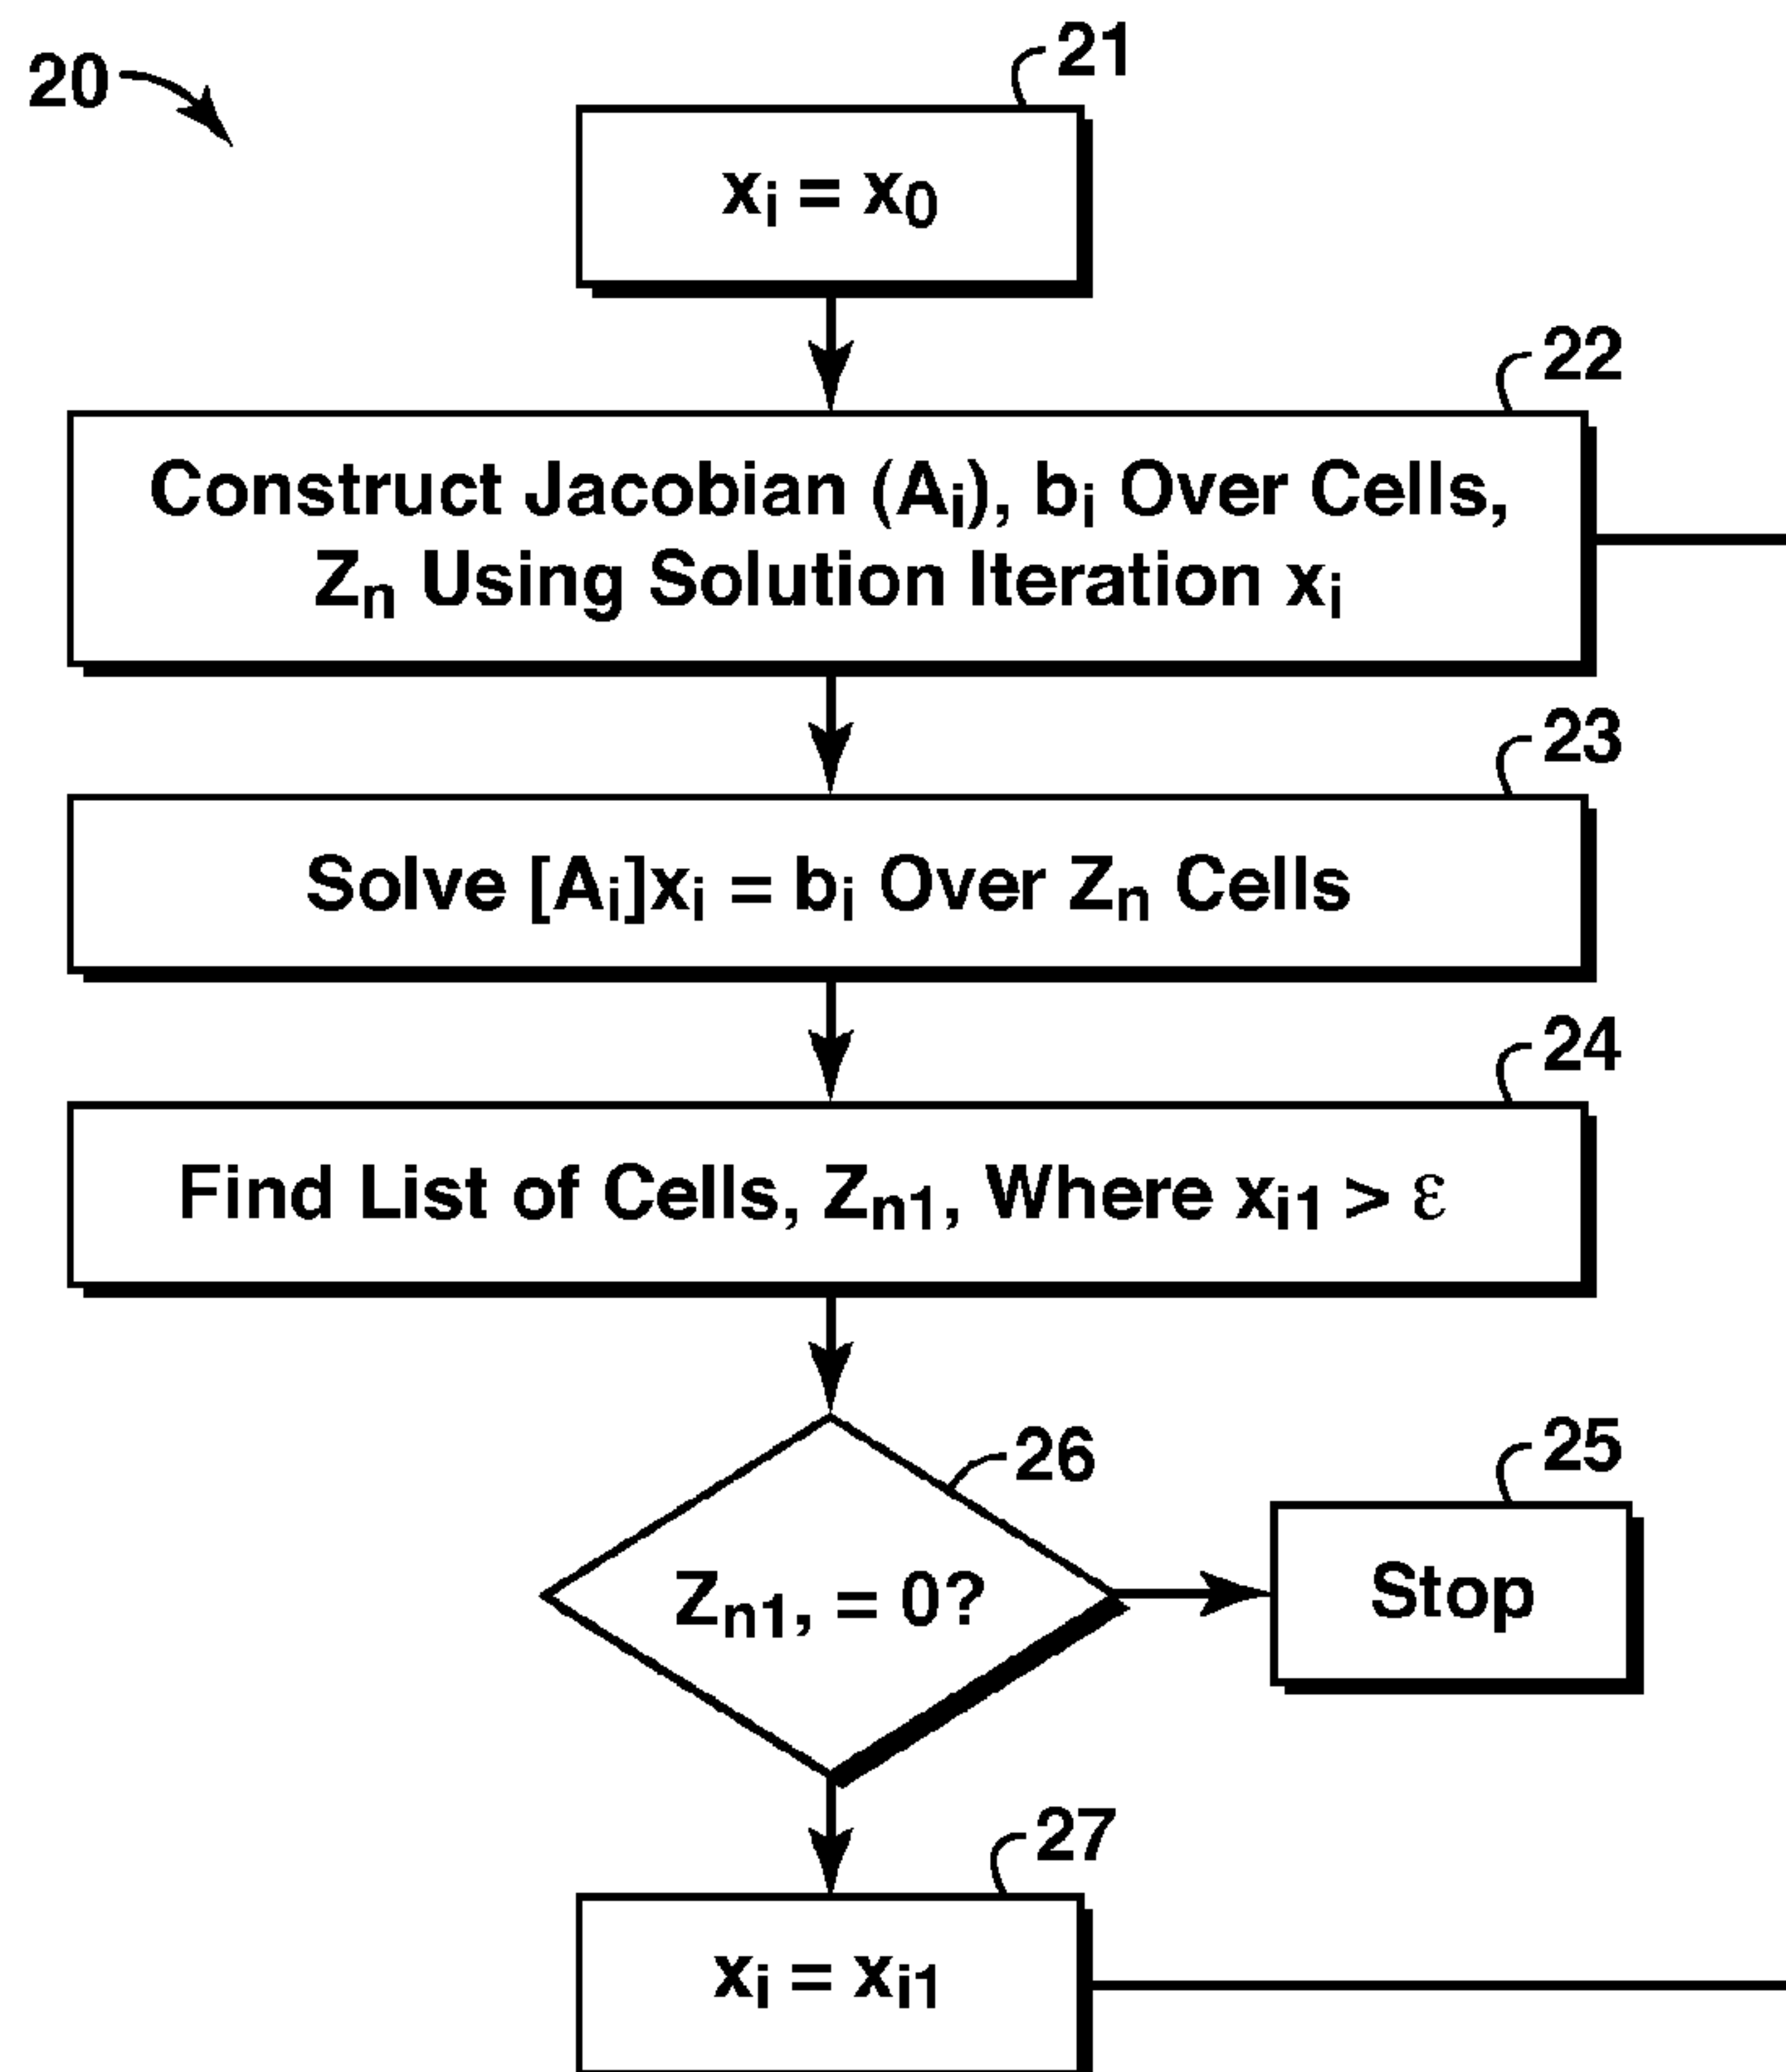 20
21
xᵢ = x₀
22
Construct Jacobian (Aᵢ), bᵢ Over Cells,
Zₙ Using Solution Iteration xᵢ
23
Solve [Aᵢ]xᵢ = bᵢ Over Zₙ Cells
24
Find List of Cells, Zₙ₁, Where xᵢ₁ > ε
26
Zₙ₁, = 0?
25
Stop
27
xᵢ = xᵢ₁